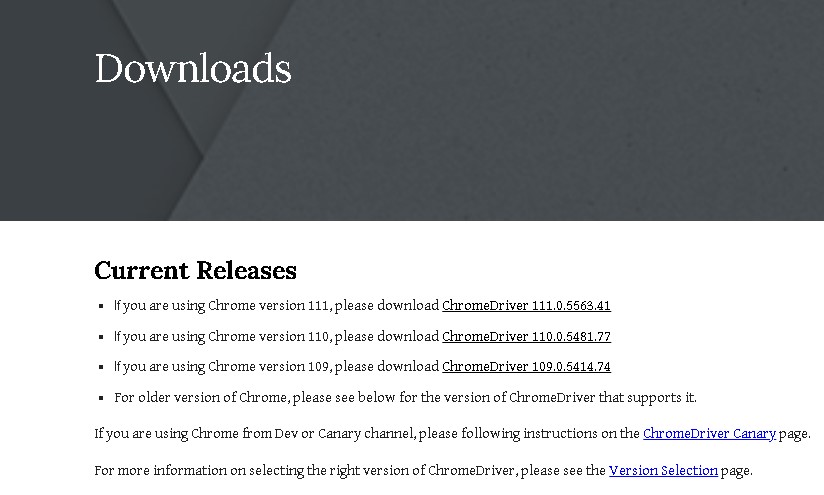 Downloads
Current Releases
If you are using Chrome version 111, please download ChromeDriver 111.0.5563.41
If you are using Chrome version 110, please download ChromeDriver 110.0.5481.77
If you are using Chrome version 109, please download ChromeDriver 109.0.5414.74
For older version of Chrome, please see below for the version of ChromeDriver that supports it.
If you are using Chrome from Dev or Canary channel, please following instructions on the ChromeDriver Canary page.
For more information on selecting the right version of ChromeDriver, please see the Version Selection page.